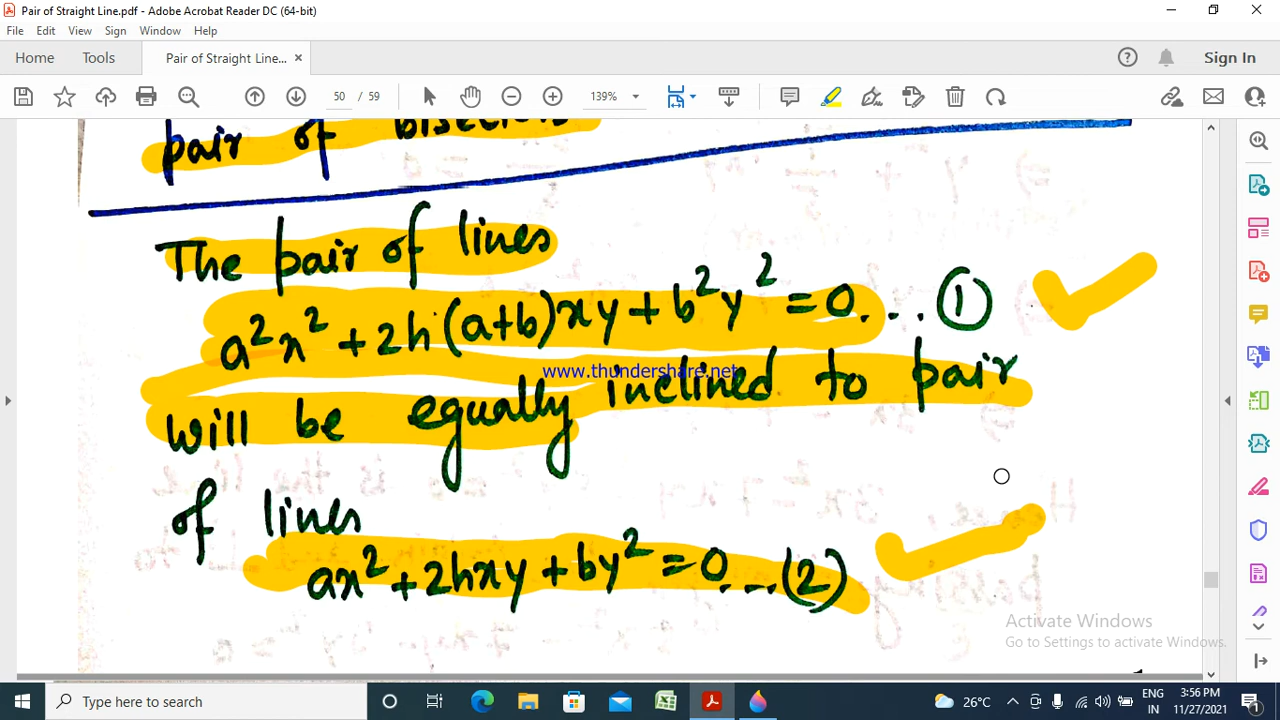 Pair of Straight Line.pdf - Adobe Acrobat Reader DC (64-bit)
File Edit View Sign Window Help
Home Tools Pair of Straight Line... × Sign In
50 / 59 139%
pair of bisectors
The pair of lines
a²x² + 2h(a+b)xy + b²y² = 0 ... ①
www.thundershare.net
will be equally inclined to pair
of lines
ax² + 2hxy + by² = 0 ... (2)
Activate Windows
Go to Settings to activate Windows.
Type here to search
26°C ENG IN 3:56 PM 11/27/2021